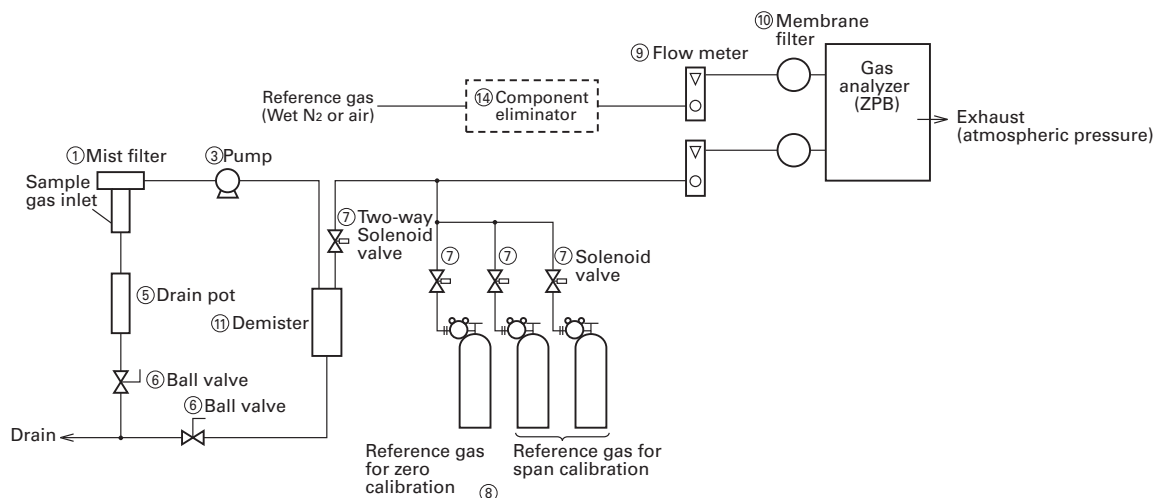 ⑩Membrane
filter
⑨Flow meter
Gas
analyzer
(ZPB)
Reference gas
(Wet N2 or air)
⑭Component
eliminator
Exhaust
(atmospheric pressure)
①Mist filter
③Pump
Sample
gas inlet
⑦Two-way
Solenoid
valve
⑦
⑦
⑦Solenoid
valve
⑤Drain pot
⑪Demister
⑥Ball valve
⑥Ball valve
Drain
Reference gas
for zero
calibration
Reference gas for
span calibration
⑧